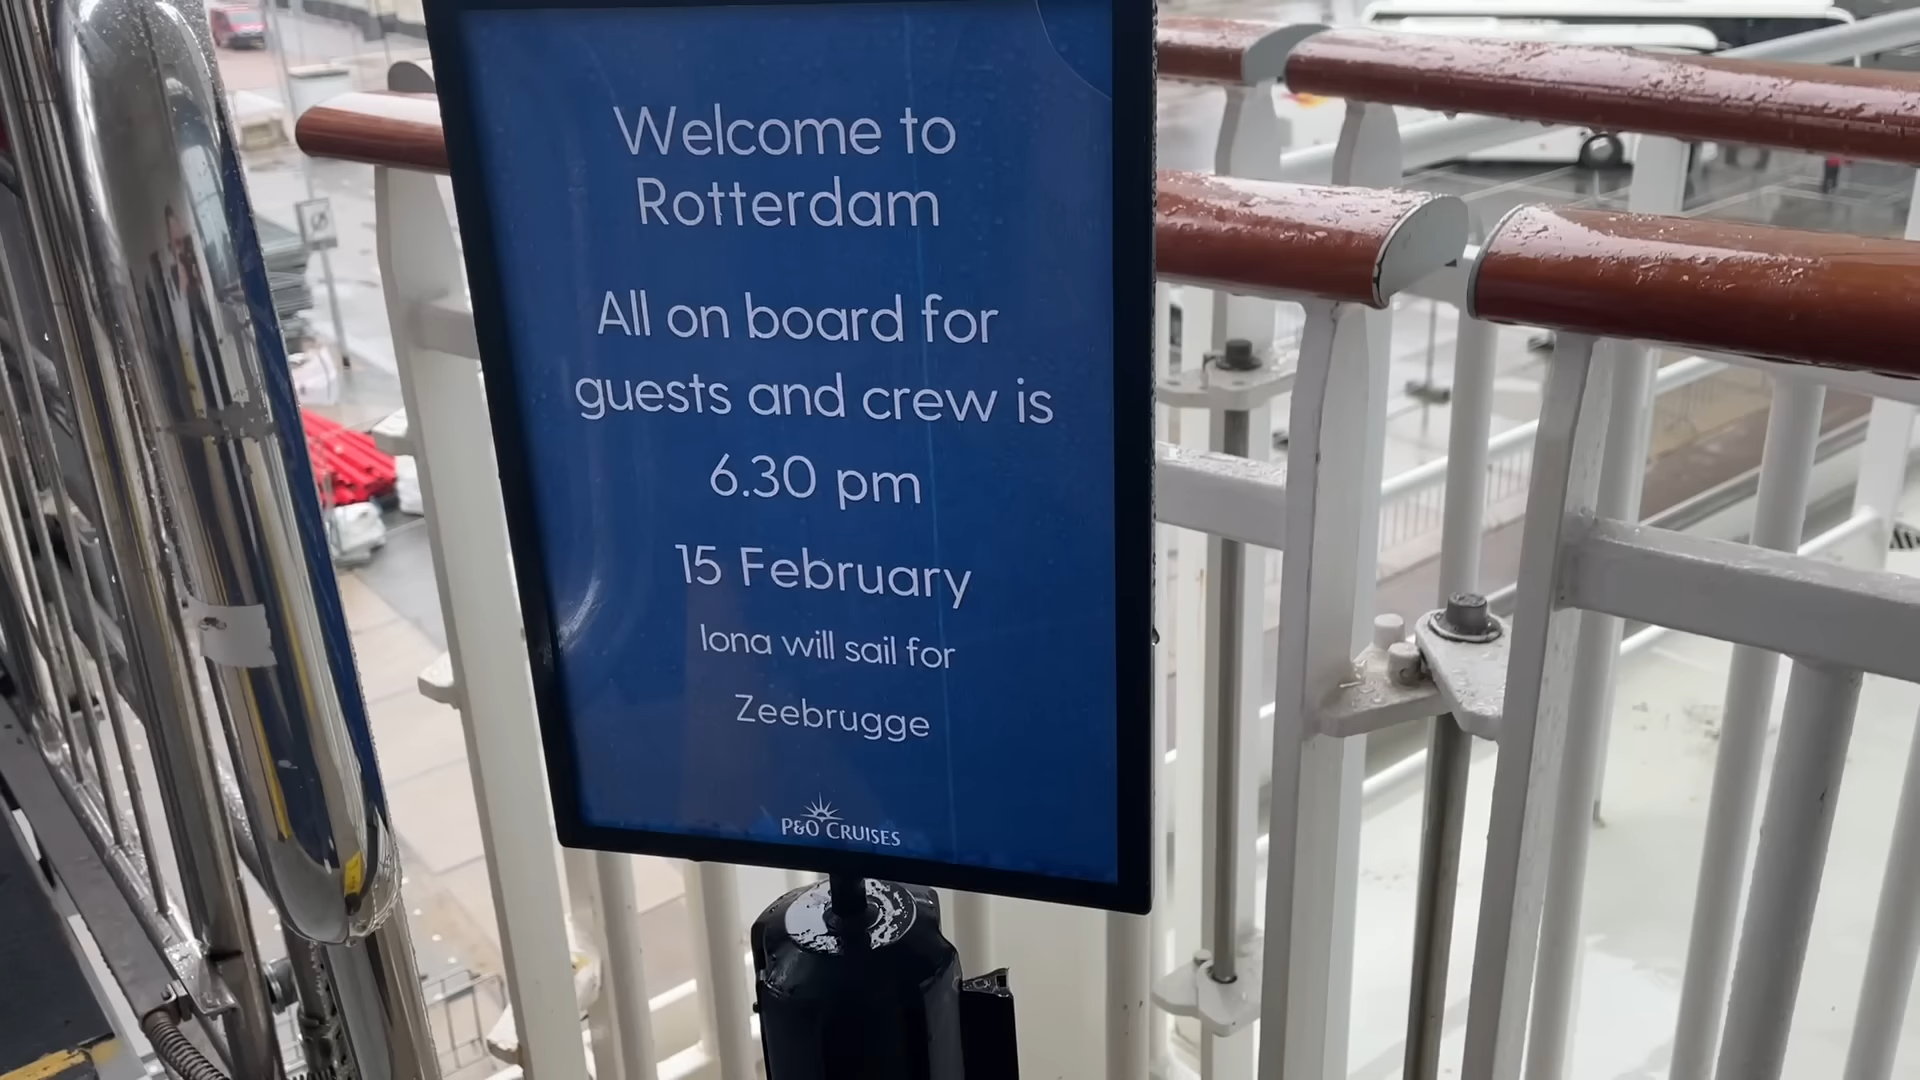 Welcome to
Rotterdam
All on board for
guests and crew is
6.30 pm
15 February
Iona will sail for
Zeebrugge
P&O CRUISES